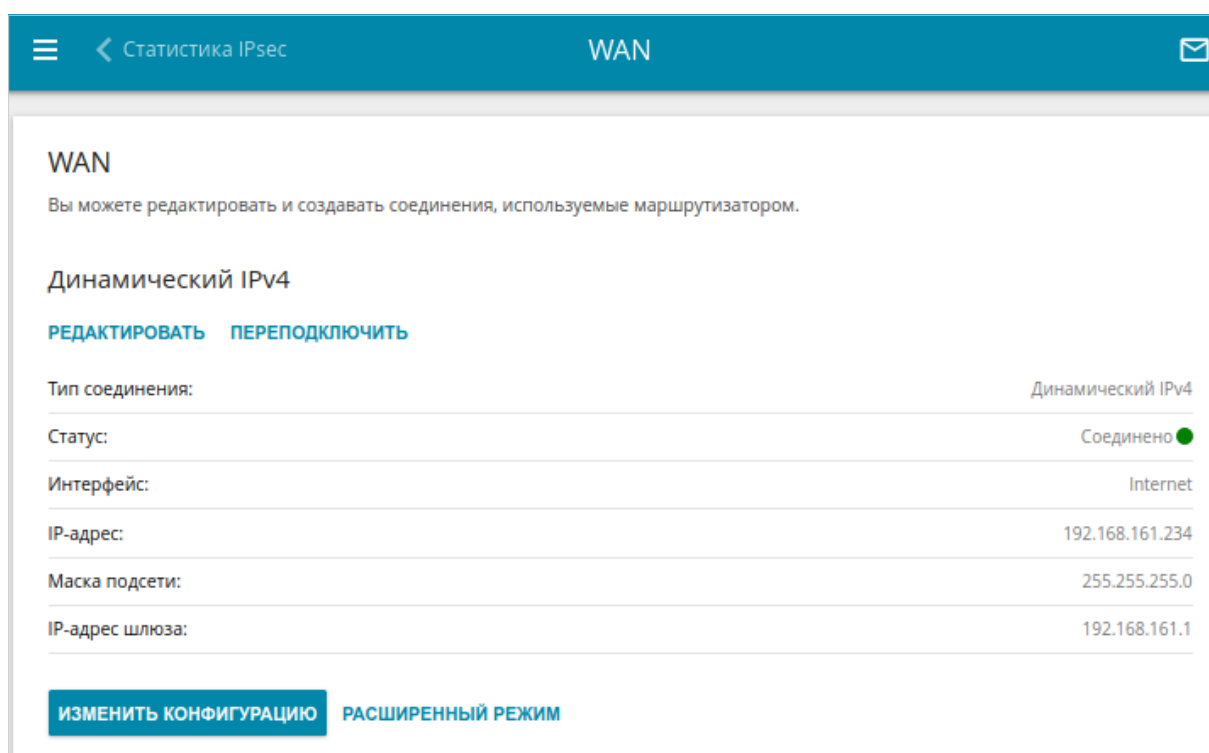 Статистика IPsec
WAN
WAN
Вы можете редактировать и создавать соединения, используемые маршрутизатором.
Динамический IPv4
РЕДАКТИРОВАТЬ ПЕРЕПОДКЛЮЧИТЬ
Тип соединения: Динамический IPv4
Статус: Соединено
Интерфейс: Internet
IP-адрес: 192.168.161.234
Маска подсети: 255.255.255.0
IP-адрес шлюза: 192.168.161.1
ИЗМЕНИТЬ КОНФИГУРАЦИЮ РАСШИРЕННЫЙ РЕЖИМ